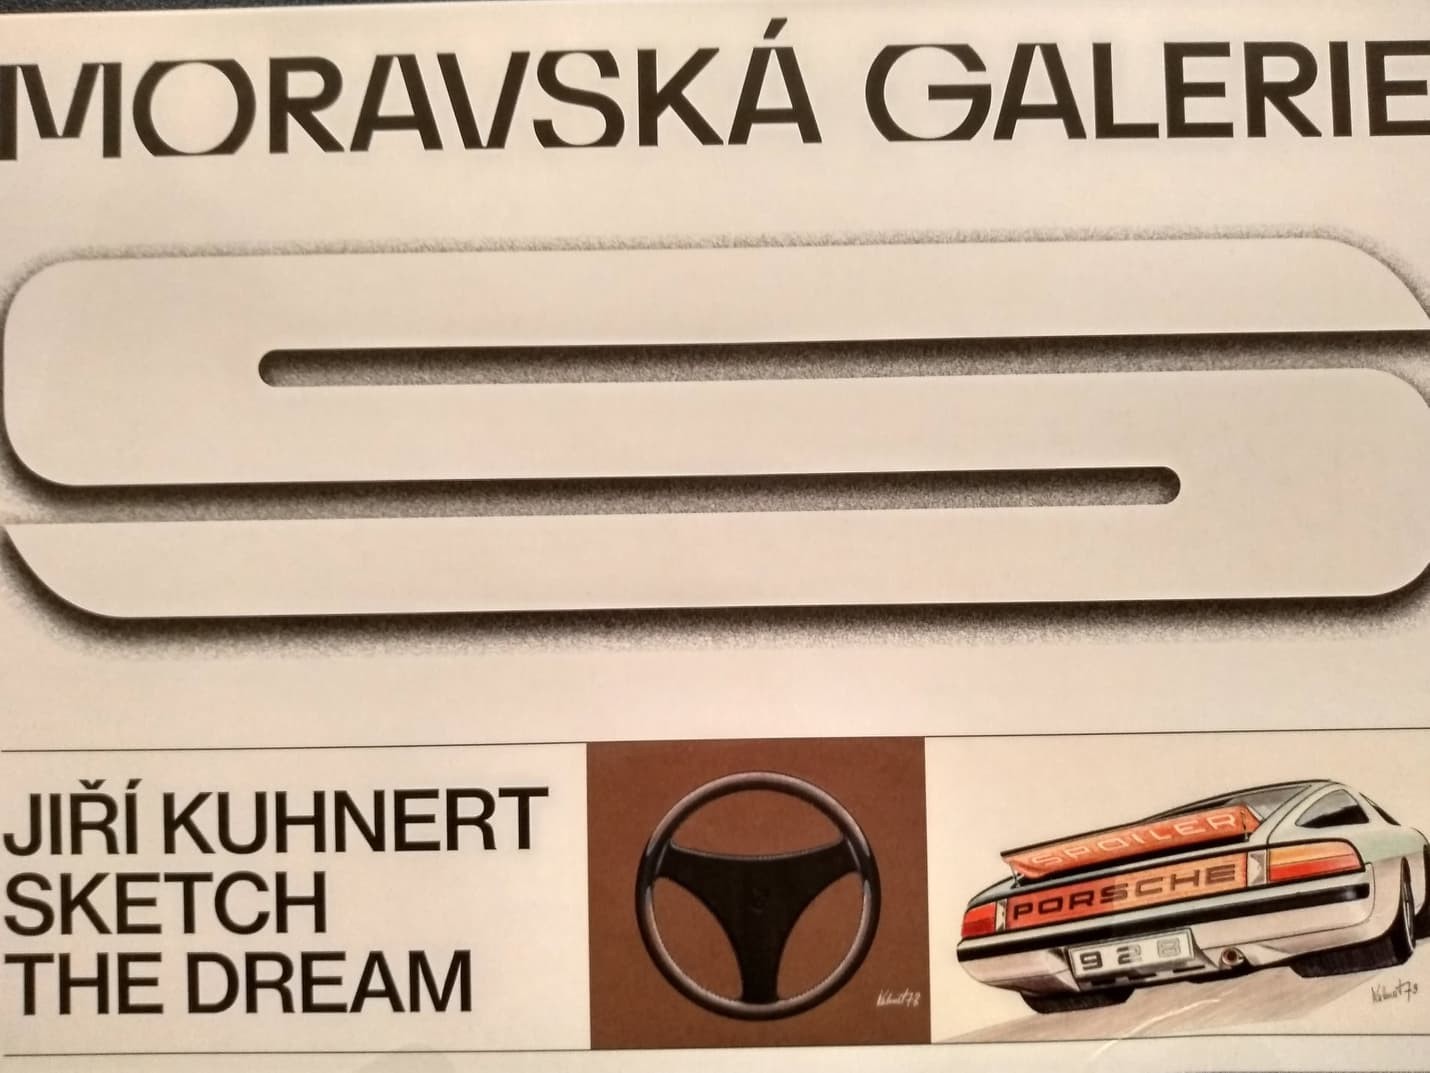 MORAVSKÁ GALERIE
JIŘÍ KUHNERT
SKETCH
THE DREAM
SPOILER
PORSCHE
928